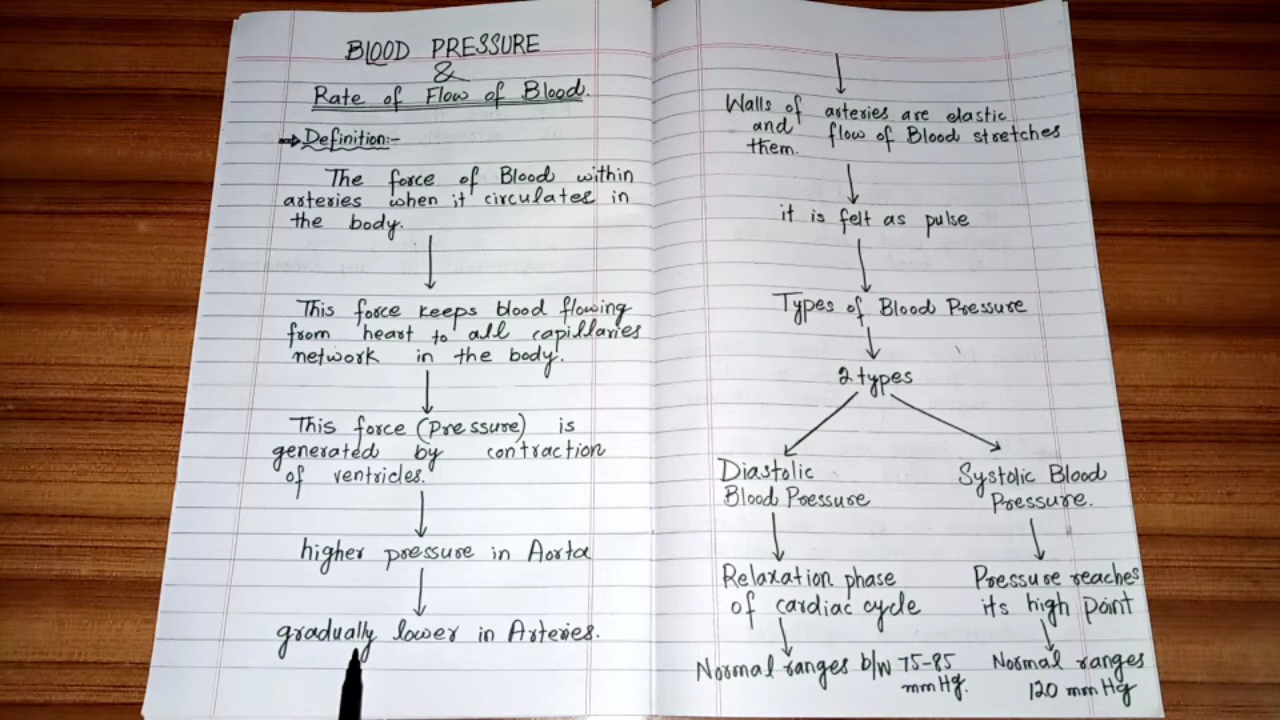 BLOOD PRESSURE
&
Rate of Flow of Blood.
Definition:-
The force of Blood within
arteries when it circulates in
the body.
This force keeps blood flowing
from heart to all capillaries
network in the body.
This force (Pressure) is
generated by contraction
of ventricles.
higher pressure in Aorta
gradually lower in Arteries.
Walls of arteries are elastic
and flow of Blood stretches
them.
it is felt as pulse
Types of Blood Pressure
2 types
Diastolic
Blood Pressure
Relaxation phase
of cardiac cycle
Normal ranges b/w 75-85
mmHg.
Systolic Blood
Pressure.
Pressure reaches
its high point
Normal ranges
120 mmHg